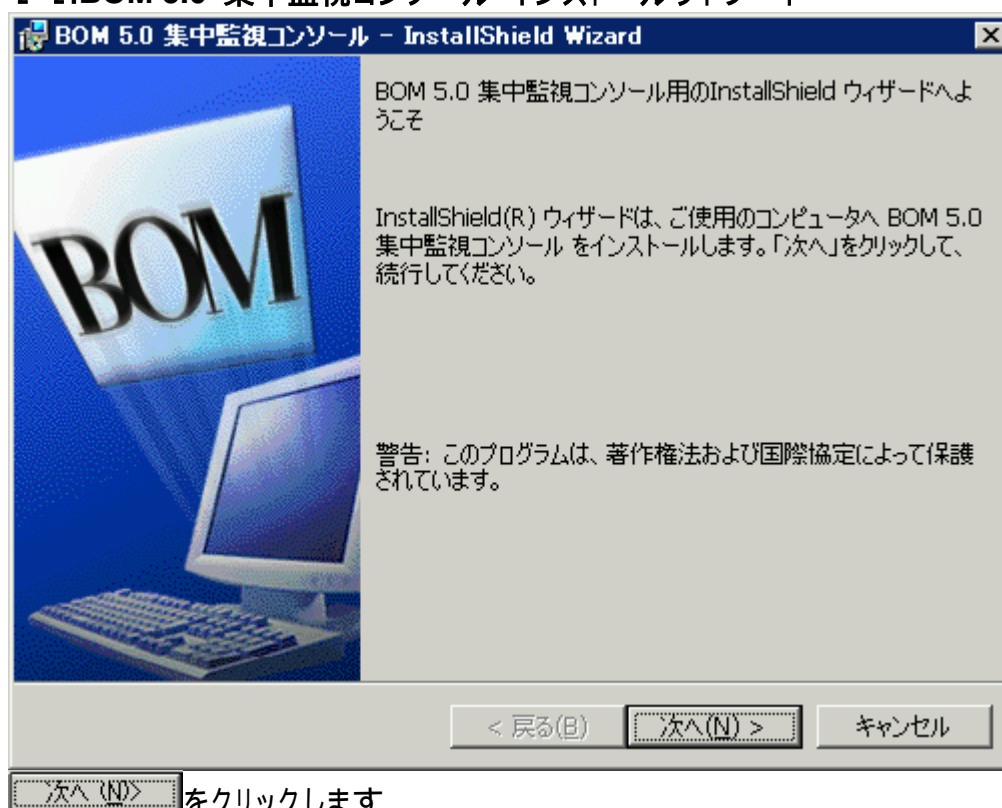 BOM 5.0 集中監視コンソール - InstallShield Wizard
BOM 5.0 集中監視コンソール用のInstallShield ウィザードへよ
うこそ
BOM
InstallShield(R) ウィザードは、ご使用のコンピュータへ BOM 5.0
集中監視コンソール をインストールします。「次へ」をクリックして、
続行してください。
警告: このプログラムは、著作権法および国際協定によって保護
されています。
< 戻る(B)
次へ(N) >
キャンセル
次へ (N)> をクリックします